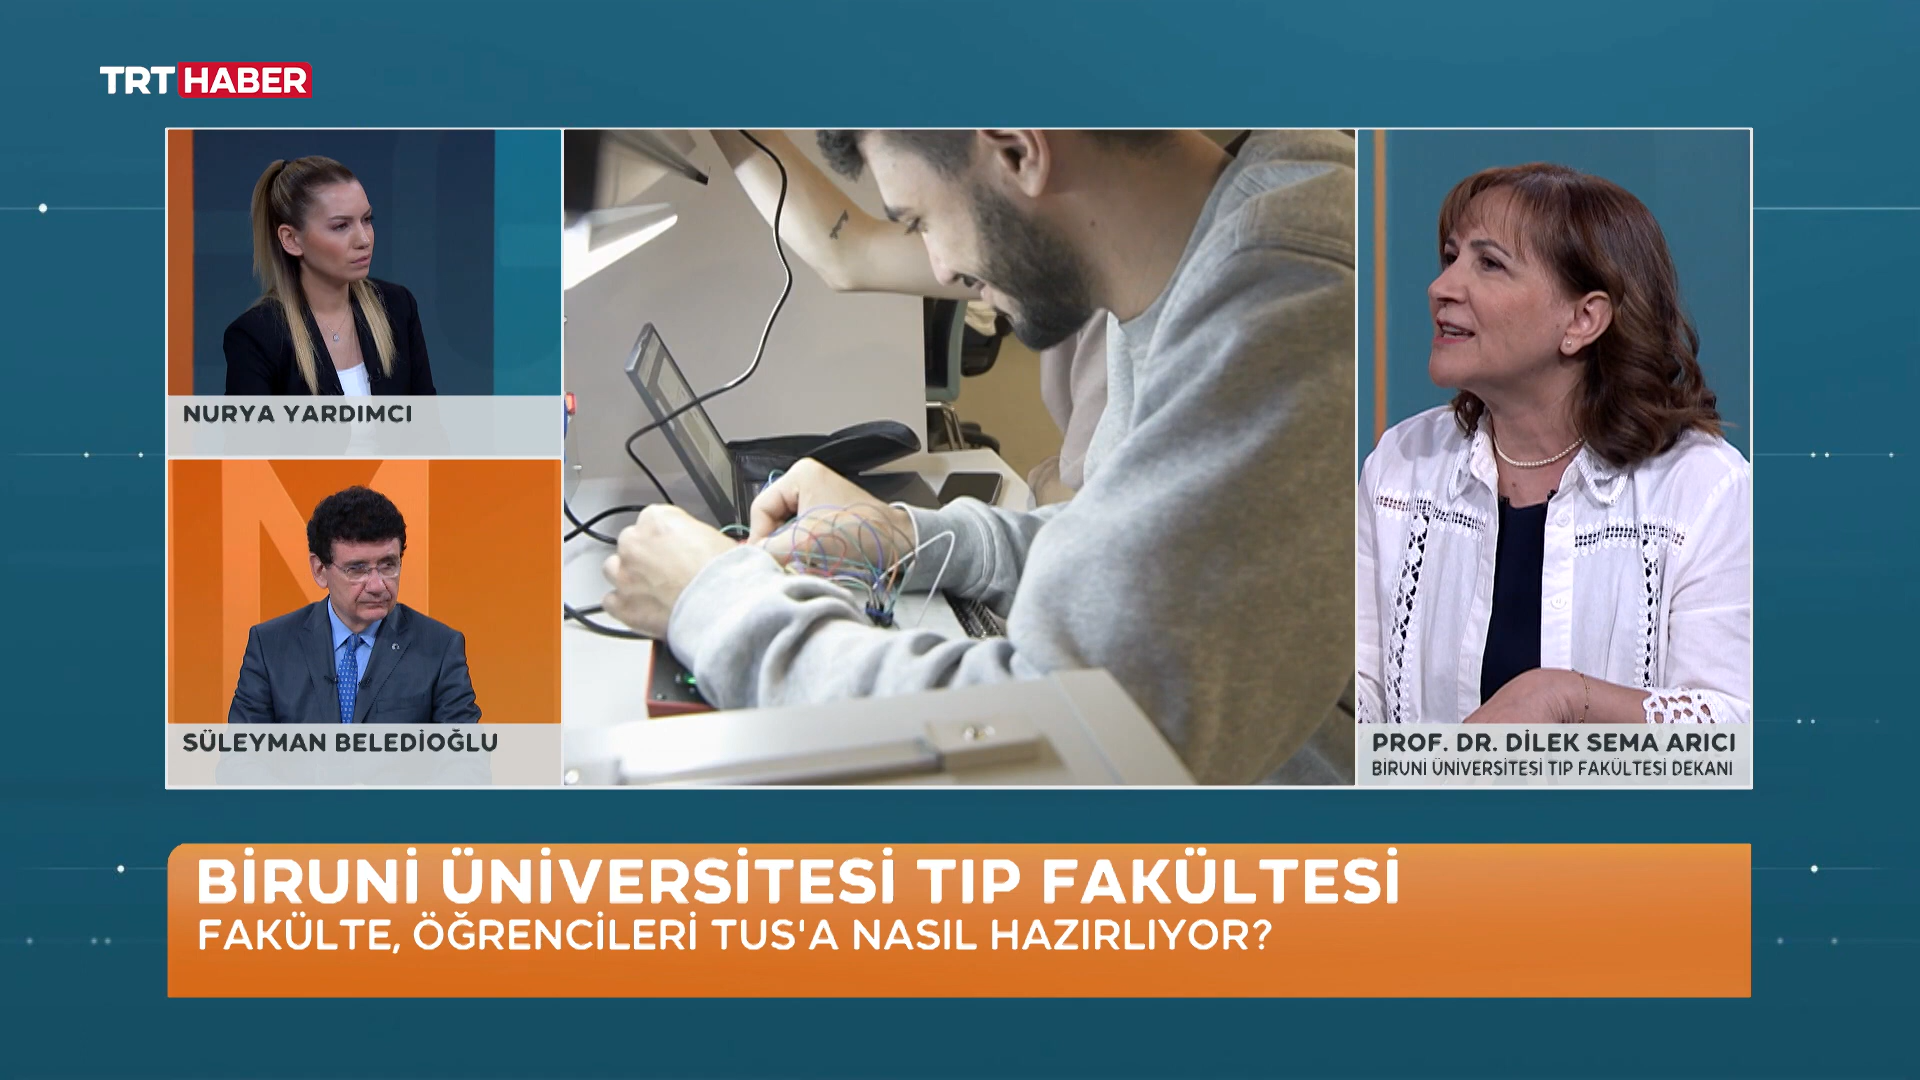 TRT HABER
NURYA YARDIMCI
SÜLEYMAN BELEDİOĞLU
PROF. DR. DİLEK SEMA ARICI
BİRUNİ ÜNİVERSİTESİ TIP FAKÜLTESİ DEKANI
BİRUNİ ÜNİVERSİTESİ TIP FAKÜLTESİ
FAKÜLTE, ÖĞRENCİLERİ TUS'A NASIL HAZIRLIYOR?